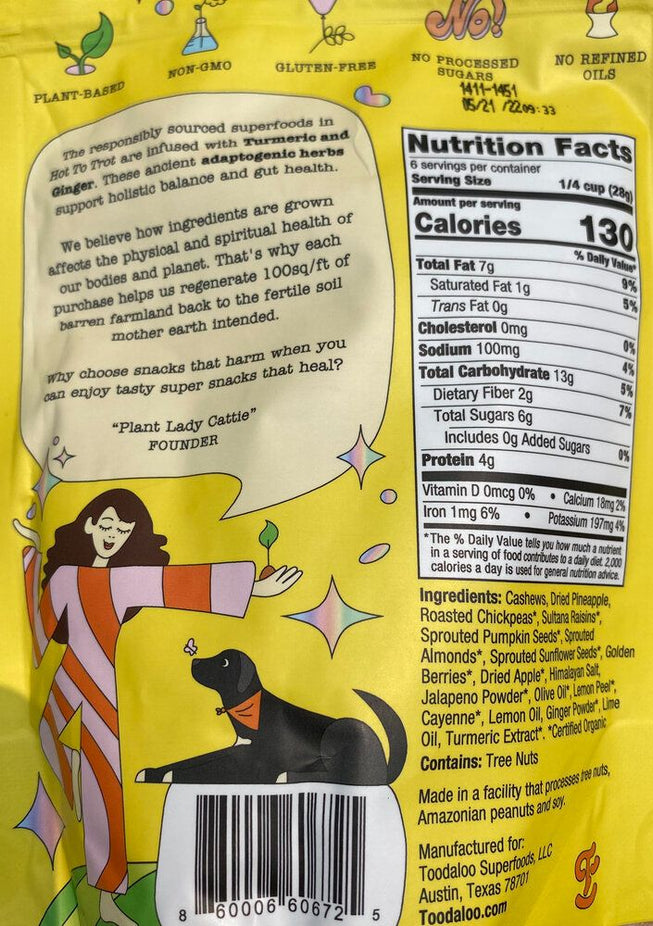 PLANT-BASED
NON-GMO
GLUTEN-FREE
No!
NO PROCESSED
SUGARS
NO REFINED
OILS
1411-1451
05/21 /22 09:33
The responsibly sourced superfoods in
Hot To Trot are infused with Turmeric and
Ginger. These ancient adaptogenic herbs
support holistic balance and gut health.
We believe how ingredients are grown
affects the physical and spiritual health of
our bodies and planet. That's why each
purchase helps us regenerate 100sq/ft of
barren farmland back to the fertile soil
mother earth intended.
Why choose snacks that harm when you
can enjoy tasty super snacks that heal?
"Plant Lady Cattie"
FOUNDER
Nutrition Facts
6 servings per container
Serving Size 1/4 cup (28g)
Amount per serving
Calories 130
% Daily Value*
Total Fat 7g 9%
Saturated Fat 1g 5%
Trans Fat 0g
Cholesterol 0mg 0%
Sodium 100mg 4%
Total Carbohydrate 13g 5%
Dietary Fiber 2g 7%
Total Sugars 6g
Includes 0g Added Sugars 0%
Protein 4g
Vitamin D 0mcg 0% • Calcium 18mg 2%
Iron 1mg 6% • Potassium 197mg 4%
*The % Daily Value tells you how much a nutrient
in a serving of food contributes to a daily diet. 2,000
calories a day is used for general nutrition advice.
Ingredients: Cashews, Dried Pineapple,
Roasted Chickpeas*, Sultana Raisins*,
Sprouted Pumpkin Seeds*, Sprouted
Almonds*, Sprouted Sunflower Seeds*, Golden
Berries*, Dried Apple*, Himalayan Salt,
Jalapeno Powder*, Olive Oil*, Lemon Peel*,
Cayenne*, Lemon Oil, Ginger Powder*, Lime
Oil, Turmeric Extract*. *Certified Organic
Contains: Tree Nuts
Made in a facility that processes tree nuts,
Amazonian peanuts and soy.
Manufactured for:
Toodaloo Superfoods, LLC
Austin, Texas 78701
Toodaloo.com
8 60006 60672 5